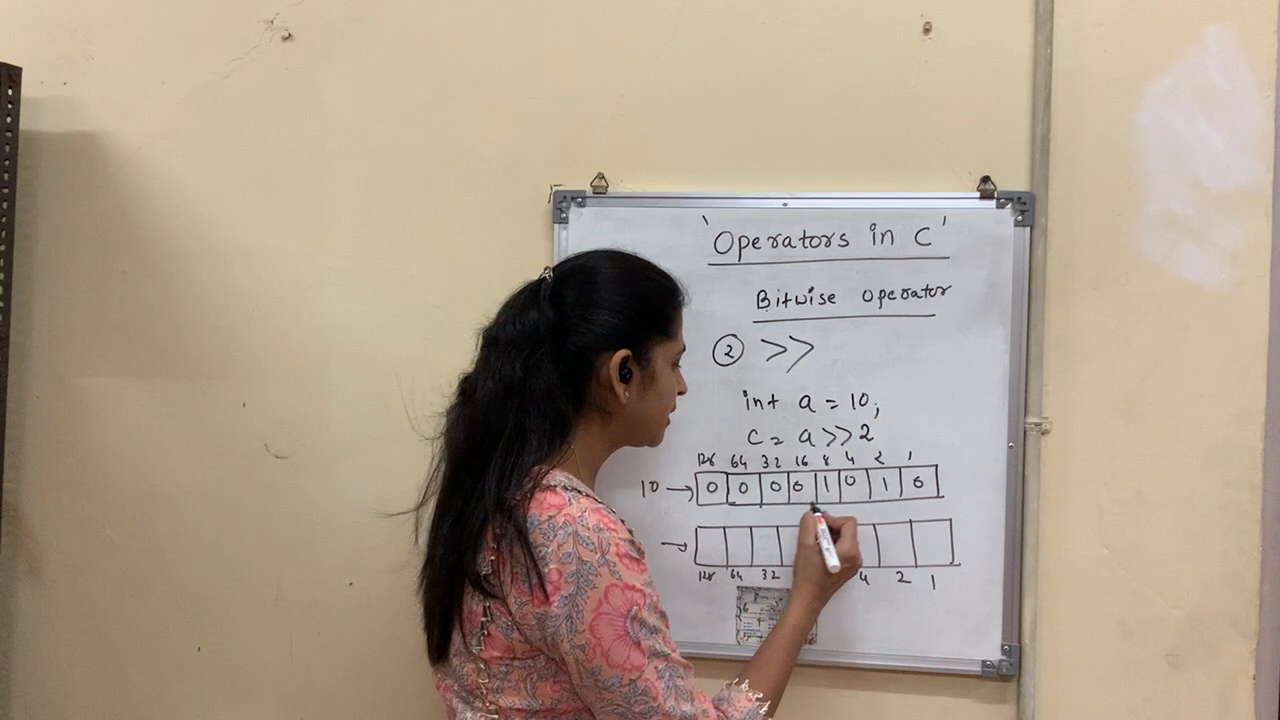 'Operators in C'
Bitwise Operator
② >>
int a = 10;
c = a >> 2
128 64 32 16 8 4 2 1
10 → 0 0 0 0 1 0 1 0
→
128 64 32 4 2 1